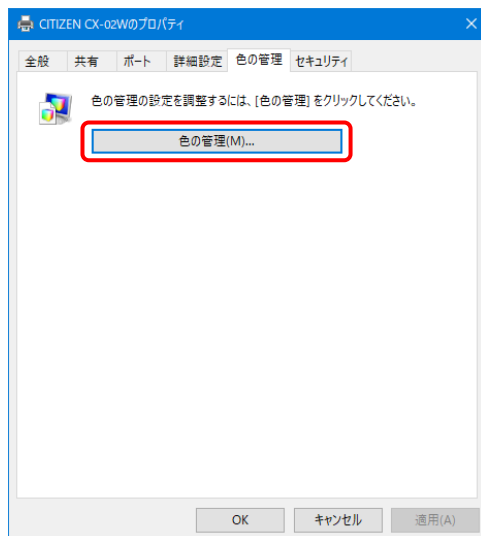 CITIZEN CX-02Wのプロパティ
全般 共有 ポート 詳細設定 色の管理 セキュリティ
色の管理の設定を調整するには、[色の管理] をクリックしてください。
色の管理(M)...
OK キャンセル 適用(A)